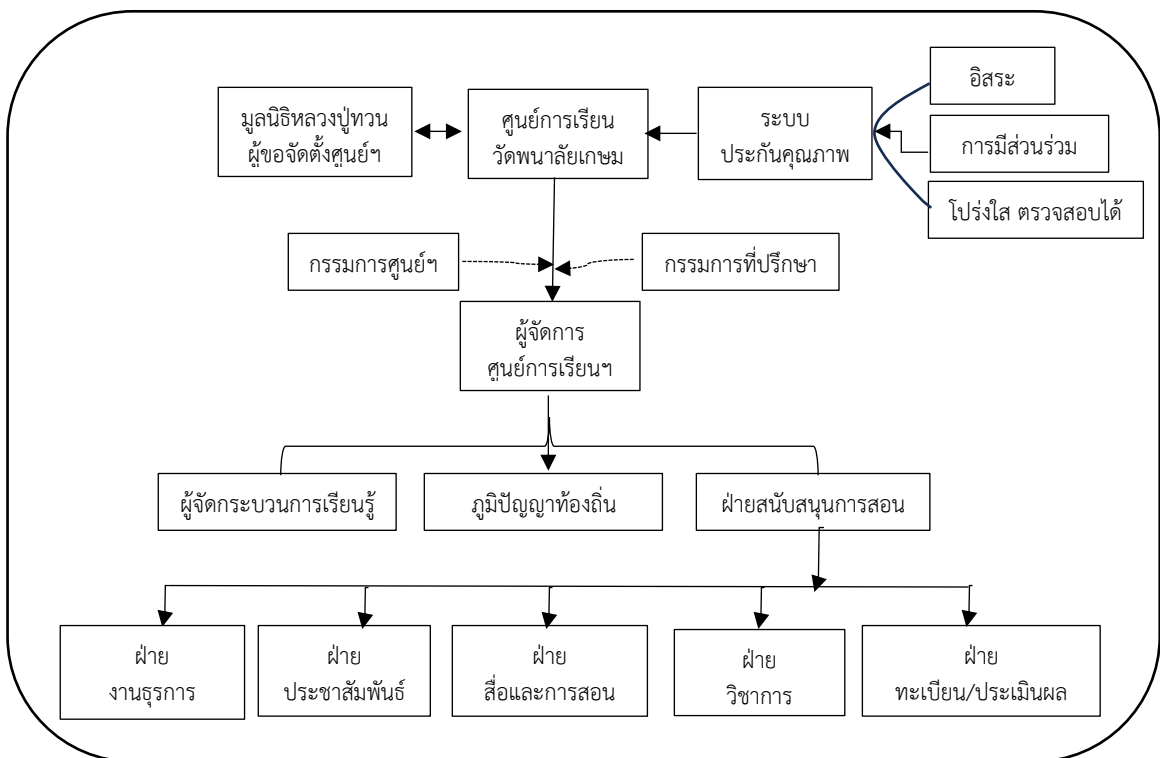 อิสระ
มูลนิธิหลวงปู่ทวน
ผู้ขอจัดตั้งศูนย์ฯ
ศูนย์การเรียน
วัดพนาลัยเกษม
ระบบ
ประกันคุณภาพ
การมีส่วนร่วม
โปร่งใส ตรวจสอบได้
กรรมการศูนย์ฯ
กรรมการที่ปรึกษา
ผู้จัดการ
ศูนย์การเรียนฯ
ผู้จัดกระบวนการเรียนรู้
ภูมิปัญญาท้องถิ่น
ฝ่ายสนับสนุนการสอน
ฝ่าย
งานธุรการ
ฝ่าย
ประชาสัมพันธ์
ฝ่าย
สื่อและการสอน
ฝ่าย
วิชาการ
ฝ่าย
ทะเบียน/ประเมินผล